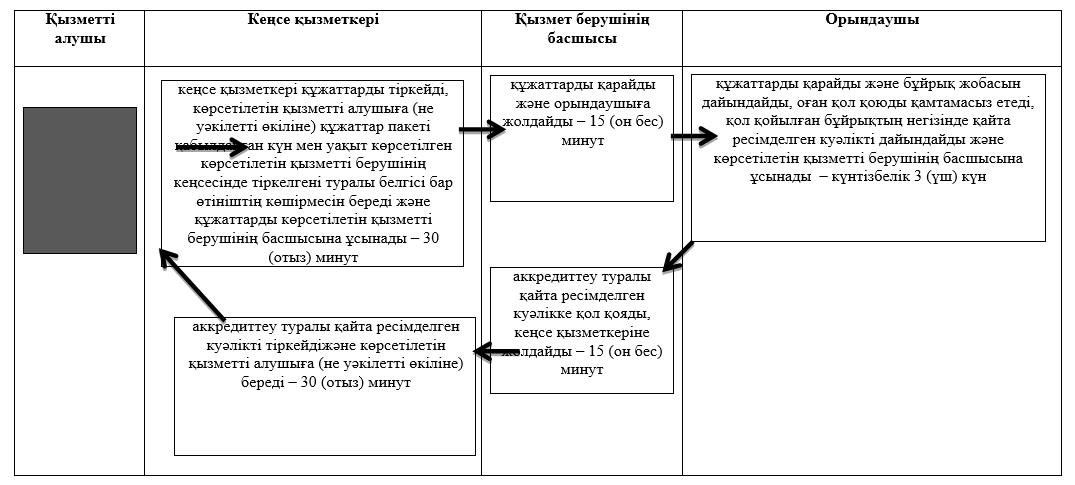 Қызметті
алушы
Кеңсе қызметкері
Қызмет берушінің
басшысы
Орындаушы
кеңсе қызметкері құжаттарды тіркейді,
көрсетілетін қызметті алушыға (не
уәкілетті өкіліне) құжаттар пакеті
күн мен уақыт көрсетілген
көрсетілетін қызметті берушінің
кеңсесінде тіркелгені туралы белгісі бар
өтініштің көшірмесін береді және
құжаттарды көрсетілетін қызметті
берушінің басшысына ұсынады – 30
(отыз) минут
құжаттарды қарайды
және орындаушыға
жолдайды – 15 (он бес)
минут
құжаттарды қарайды және бұйрық жобасын
дайындайды, оған қол қоюды қамтамасыз етеді,
қол қойылған бұйрықтың негізінде қайта
ресімделген куәлікті дайындайды және
көрсетілетін қызметті берушінің басшысына
ұсынады – күнтізбелік 3 (үш) күн
аккредиттеу туралы
қайта ресімделген
куәлікке қол қояды,
кеңсе қызметкеріне
жолдайды – 15 (он бес)
минут
аккредиттеу туралы қайта ресімделген
куәлікті тіркейдіжәне көрсетілетін
қызметті алушыға (не уәкілетті өкіліне)
береді – 30 (отыз) минут